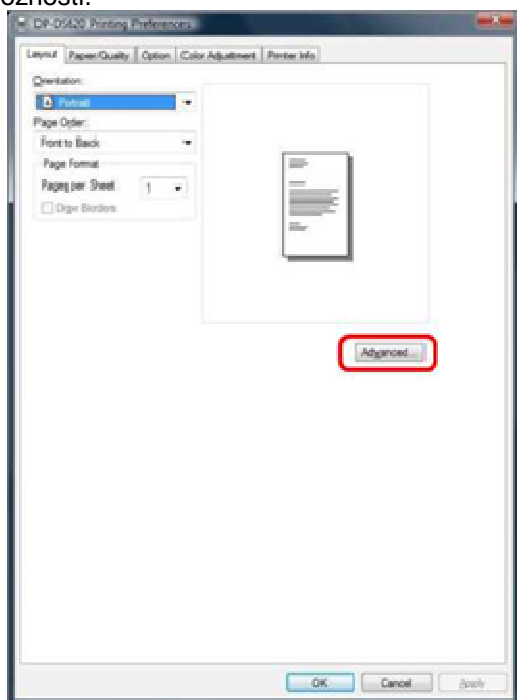 ožnosti.
DP-DS620 Printing Preferences
Layout Paper/Quality Option Color Adjustment Printer Info
Orientation:
Portrait
Page Order:
Front to Back
Page Format
Pages per Sheet 1
Draw Borders
Advanced...
OK Cancel Apply